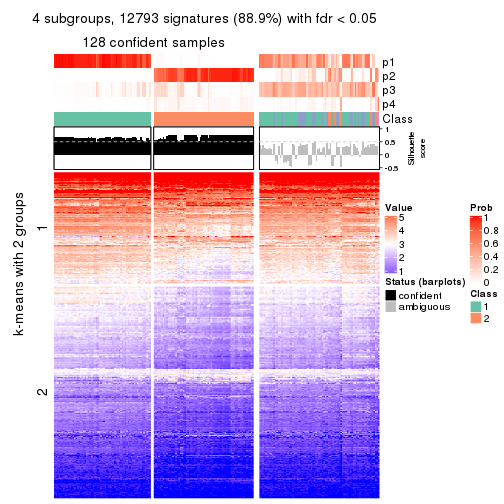 4 subgroups, 12793 signatures (88.9%) with fdr < 0.05
128 confident samples
p1
p2
p3
p4
Class
1
0.5
0
-0.5
Silhouette
score
k-means with 2 groups
1
2
Value
5
4
3
2
1
Status (barplots)
confident
ambiguous
Prob
1
0.8
0.6
0.4
0.2
0
Class
1
2